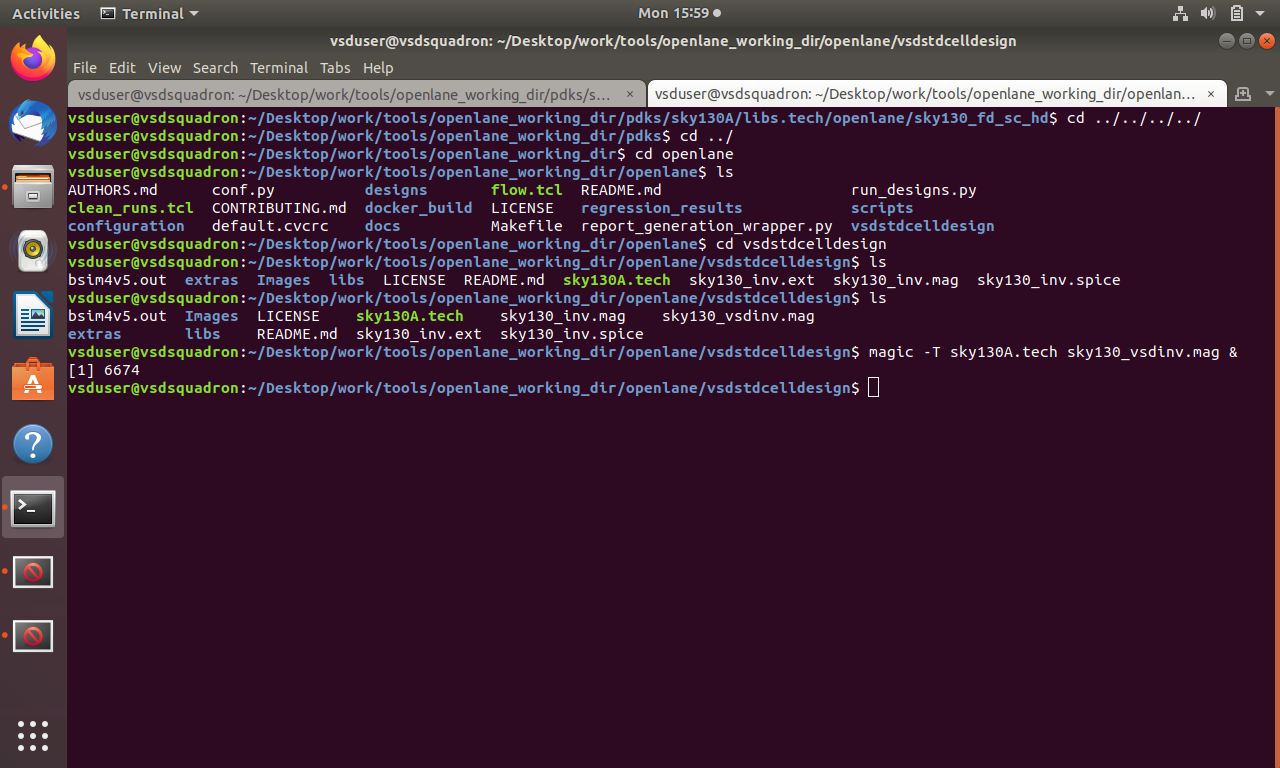 Activities Terminal Mon 15:59
vsduser@vsdsquadron: ~/Desktop/work/tools/openlane_working_dir/openlane/vsdstdcelldesign
File Edit View Search Terminal Tabs Help
vsduser@vsdsquadron: ~/Desktop/work/tools/openlane_working_dir/pdks/s... × vsduser@vsdsquadron: ~/Desktop/work/tools/openlane_working_dir/openlan... ×
vsduser@vsdsquadron:~/Desktop/work/tools/openlane_working_dir/pdks/sky130A/libs.tech/openlane/sky130_fd_sc_hd$ cd ../../../../
vsduser@vsdsquadron:~/Desktop/work/tools/openlane_working_dir/pdks$ cd ../
vsduser@vsdsquadron:~/Desktop/work/tools/openlane_working_dir$ cd openlane
vsduser@vsdsquadron:~/Desktop/work/tools/openlane_working_dir/openlane$ ls
AUTHORS.md conf.py designs flow.tcl README.md run_designs.py
clean_runs.tcl CONTRIBUTING.md docker_build LICENSE regression_results scripts
configuration default.cvcrc docs Makefile report_generation_wrapper.py vsdstdcelldesign
vsduser@vsdsquadron:~/Desktop/work/tools/openlane_working_dir/openlane$ cd vsdstdcelldesign
vsduser@vsdsquadron:~/Desktop/work/tools/openlane_working_dir/openlane/vsdstdcelldesign$ ls
bsim4v5.out extras Images libs LICENSE README.md sky130A.tech sky130_inv.ext sky130_inv.mag sky130_inv.spice
vsduser@vsdsquadron:~/Desktop/work/tools/openlane_working_dir/openlane/vsdstdcelldesign$ ls
bsim4v5.out Images LICENSE sky130A.tech sky130_inv.mag sky130_vsdinv.mag
extras libs README.md sky130_inv.ext sky130_inv.spice
vsduser@vsdsquadron:~/Desktop/work/tools/openlane_working_dir/openlane/vsdstdcelldesign$ magic -T sky130A.tech sky130_vsdinv.mag &
[1] 6674
vsduser@vsdsquadron:~/Desktop/work/tools/openlane_working_dir/openlane/vsdstdcelldesign$